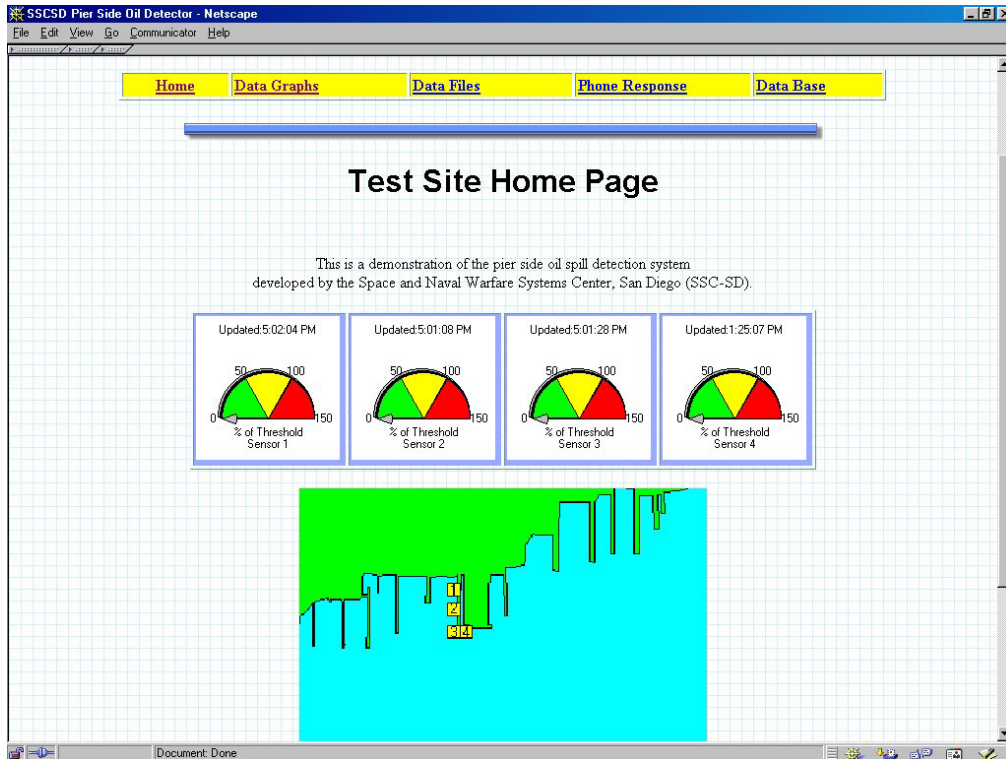 SSCSD Pier Side Oil Detector - Netscape
File Edit View Go Communicator Help
Home Data Graphs Data Files Phone Response Data Base
Test Site Home Page
This is a demonstration of the pier side oil spill detection system
developed by the Space and Naval Warfare Systems Center, San Diego (SSC-SD).
Updated:5:02:04 PM Updated:5:01:08 PM Updated:5:01:28 PM Updated:1:25:07 PM
50 100 50 100 50 100 50 100
0 150 0 150 0 150 0 150
% of Threshold % of Threshold % of Threshold % of Threshold
Sensor 1 Sensor 2 Sensor 3 Sensor 4
1
2
3 4
Document: Done